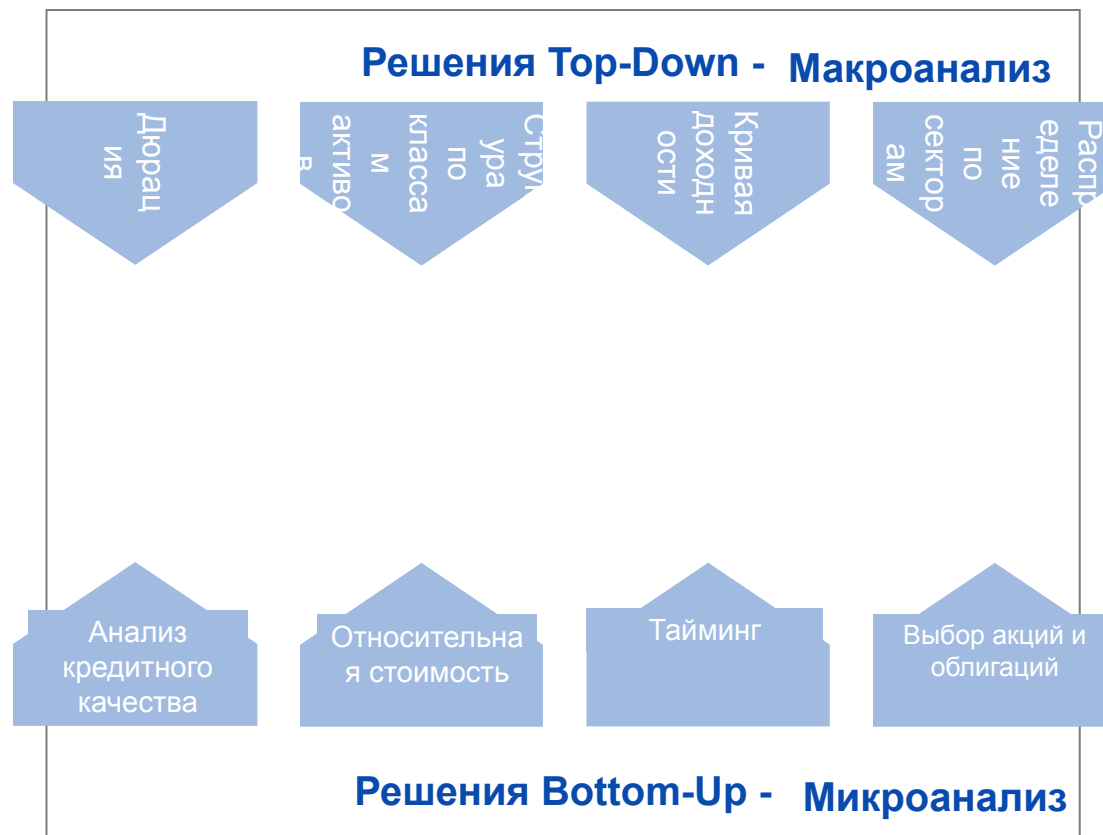 Решения Top-Down - Макроанализ
Дюрац
ия
Струк
ура
по
класса
м
активо
в
Кривая
доходн
ости
Распр
еделе
ние
по
сектор
ам
Анализ
кредитного
качества
Относительна
я стоимость
Тайминг
Выбор акций и
облигаций
Решения Bottom-Up - Микроанализ